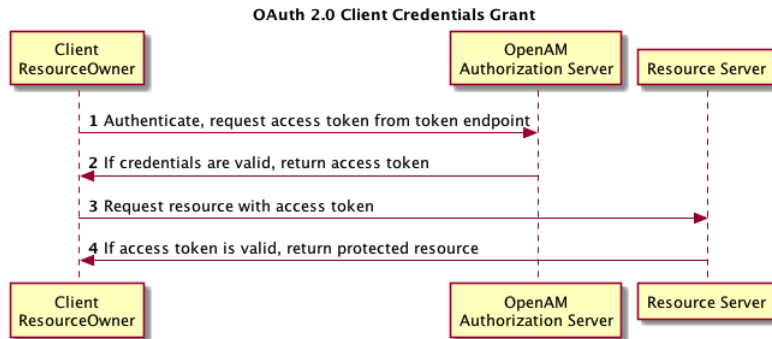 OAuth 2.0 Client Credentials Grant
Client
ResourceOwner
OpenAM
Authorization Server
Resource Server
1 Authenticate, request access token from token endpoint
2 If credentials are valid, return access token
3 Request resource with access token
4 If access token is valid, return protected resource
Client
ResourceOwner
OpenAM
Authorization Server
Resource Server